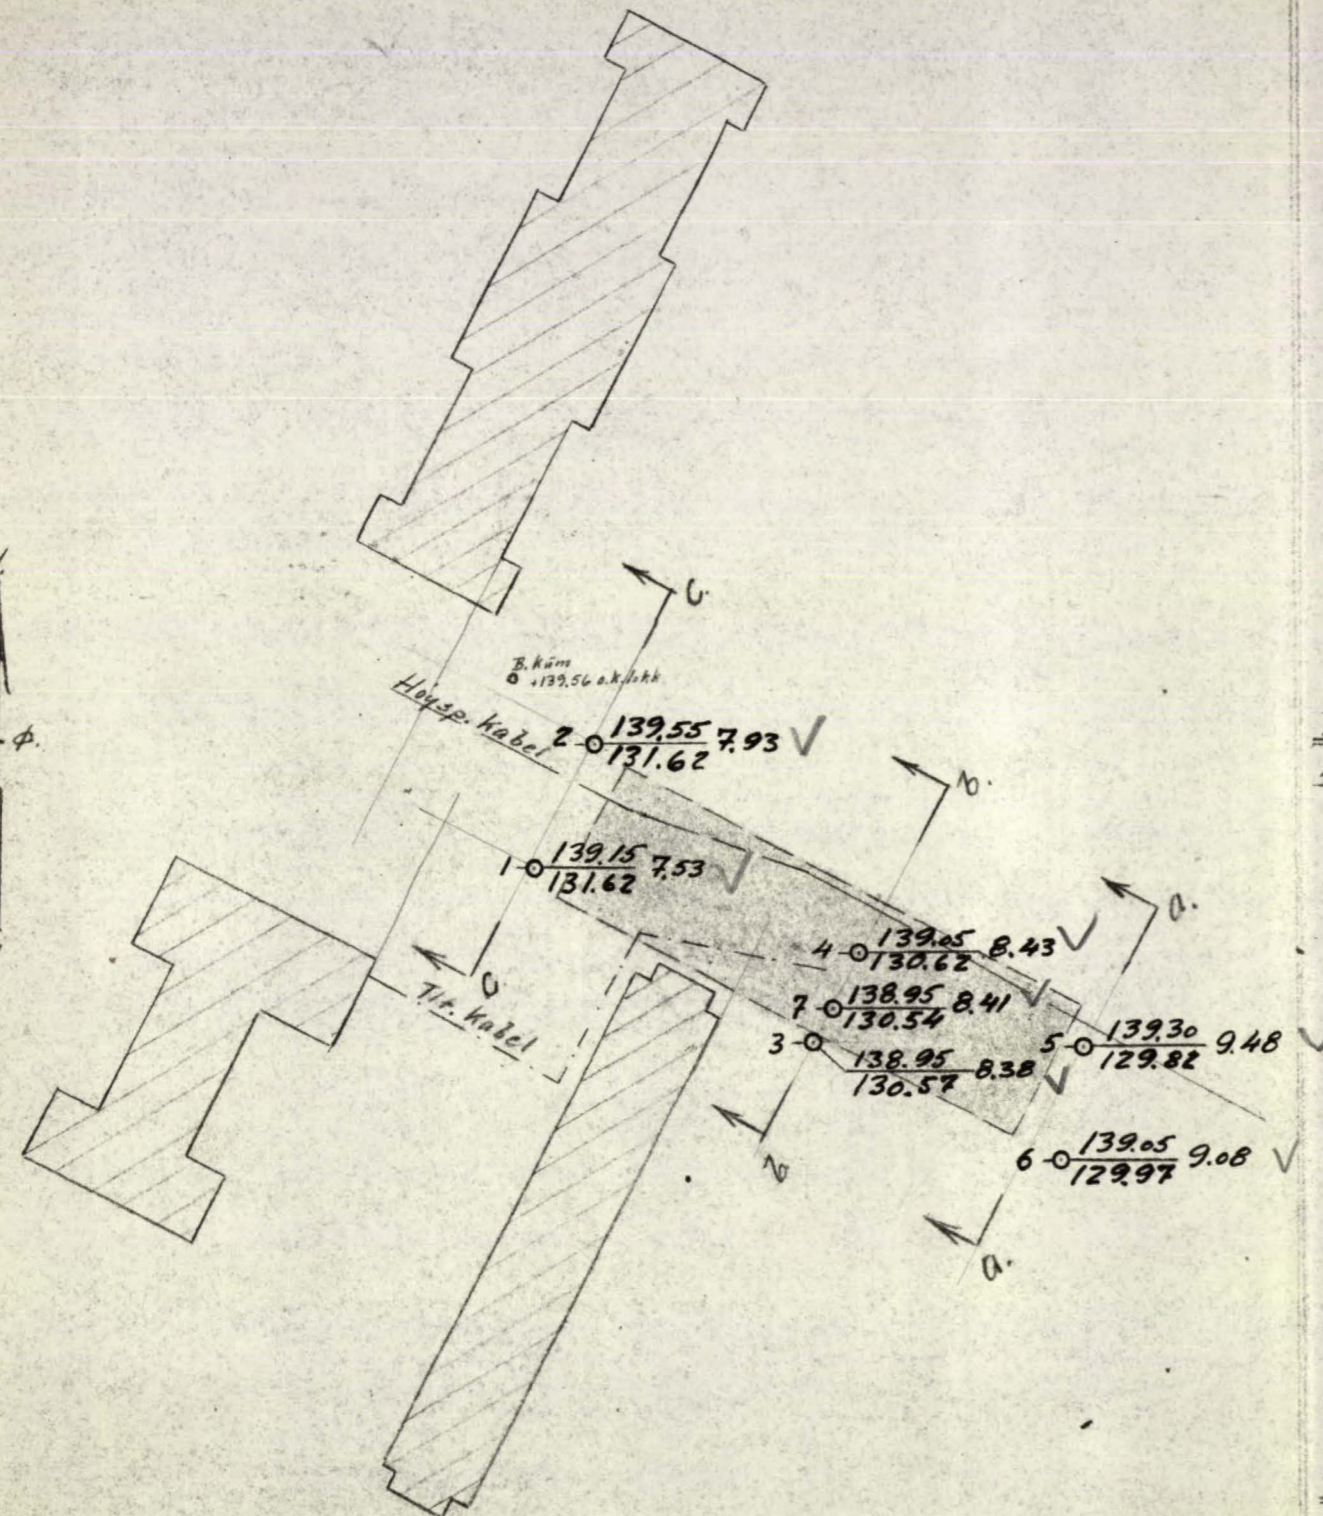 c.
B. Kum
+139.56 o.k. lokk
Høysp. Kabel
2 139.55 7.93 √
131.62
Φ.
b.
1 139.15 7.53 √
131.62
a.
4 139.05 8.43 √
130.62
c
Tlf. Kabel
7 138.95 8.41 √
130.54
3 138.95 8.38 √
130.57
5 139.30 9.48 √
129.82
b
6 139.05 9.08 √
129.97
a.